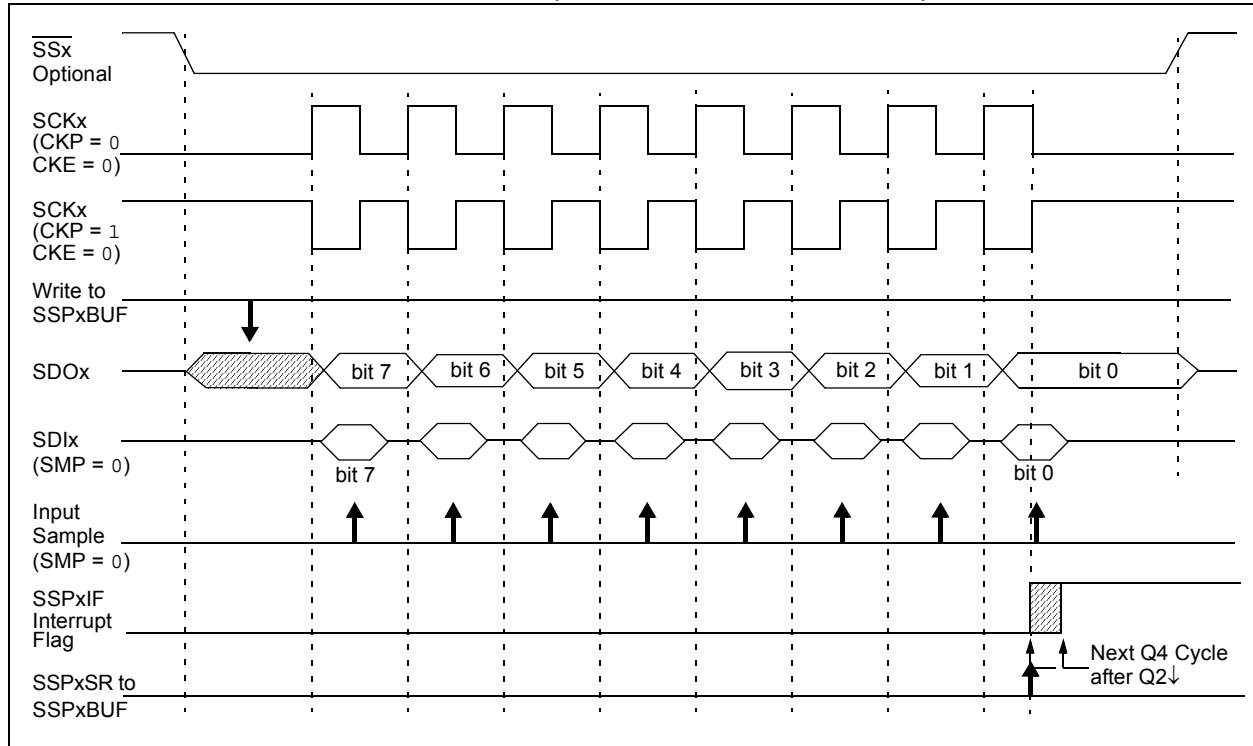 SSx
Optional
SCKx
(CKP = 0
CKE = 0)
SCKx
(CKP = 1
CKE = 0)
Write to
SSPxBUF
SDOx
bit 7
bit 6
bit 5
bit 4
bit 3
bit 2
bit 1
bit 0
SDIx
(SMP = 0)
bit 7
bit 0
Input
Sample
(SMP = 0)
SSPxIF
Interrupt
Flag
Next Q4 Cycle
after Q2↓
SSPxSR to
SSPxBUF